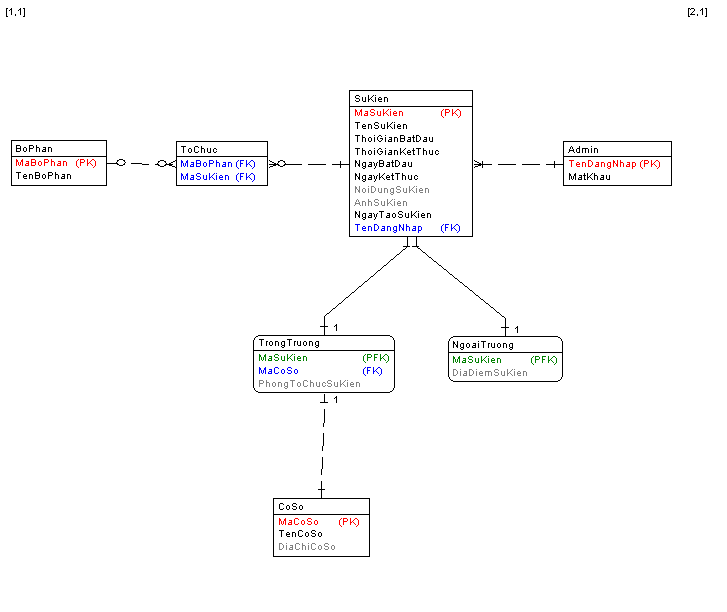 [1,1]
[2,1]
BoPhan
MaBoPhan (PK)
TenBoPhan
ToChuc
MaBoPhan (FK)
MaSuKien (FK)
SuKien
MaSuKien (PK)
TenSuKien
ThoiGianBatDau
ThoiGianKetThuc
NgayBatDau
NgayKetThuc
NoiDungSuKien
AnhSuKien
NgayTaoSuKien
TenDangNhap (FK)
Admin
TenDangNhap (PK)
MatKhau
1
1
TrongTruong
MaSuKien (PFK)
MaCoSo (FK)
PhongToChucSuKien
NgoaiTruong
MaSuKien (PFK)
DiaDiemSuKien
1
CoSo
MaCoSo (PK)
TenCoSo
DiaChiCoSo